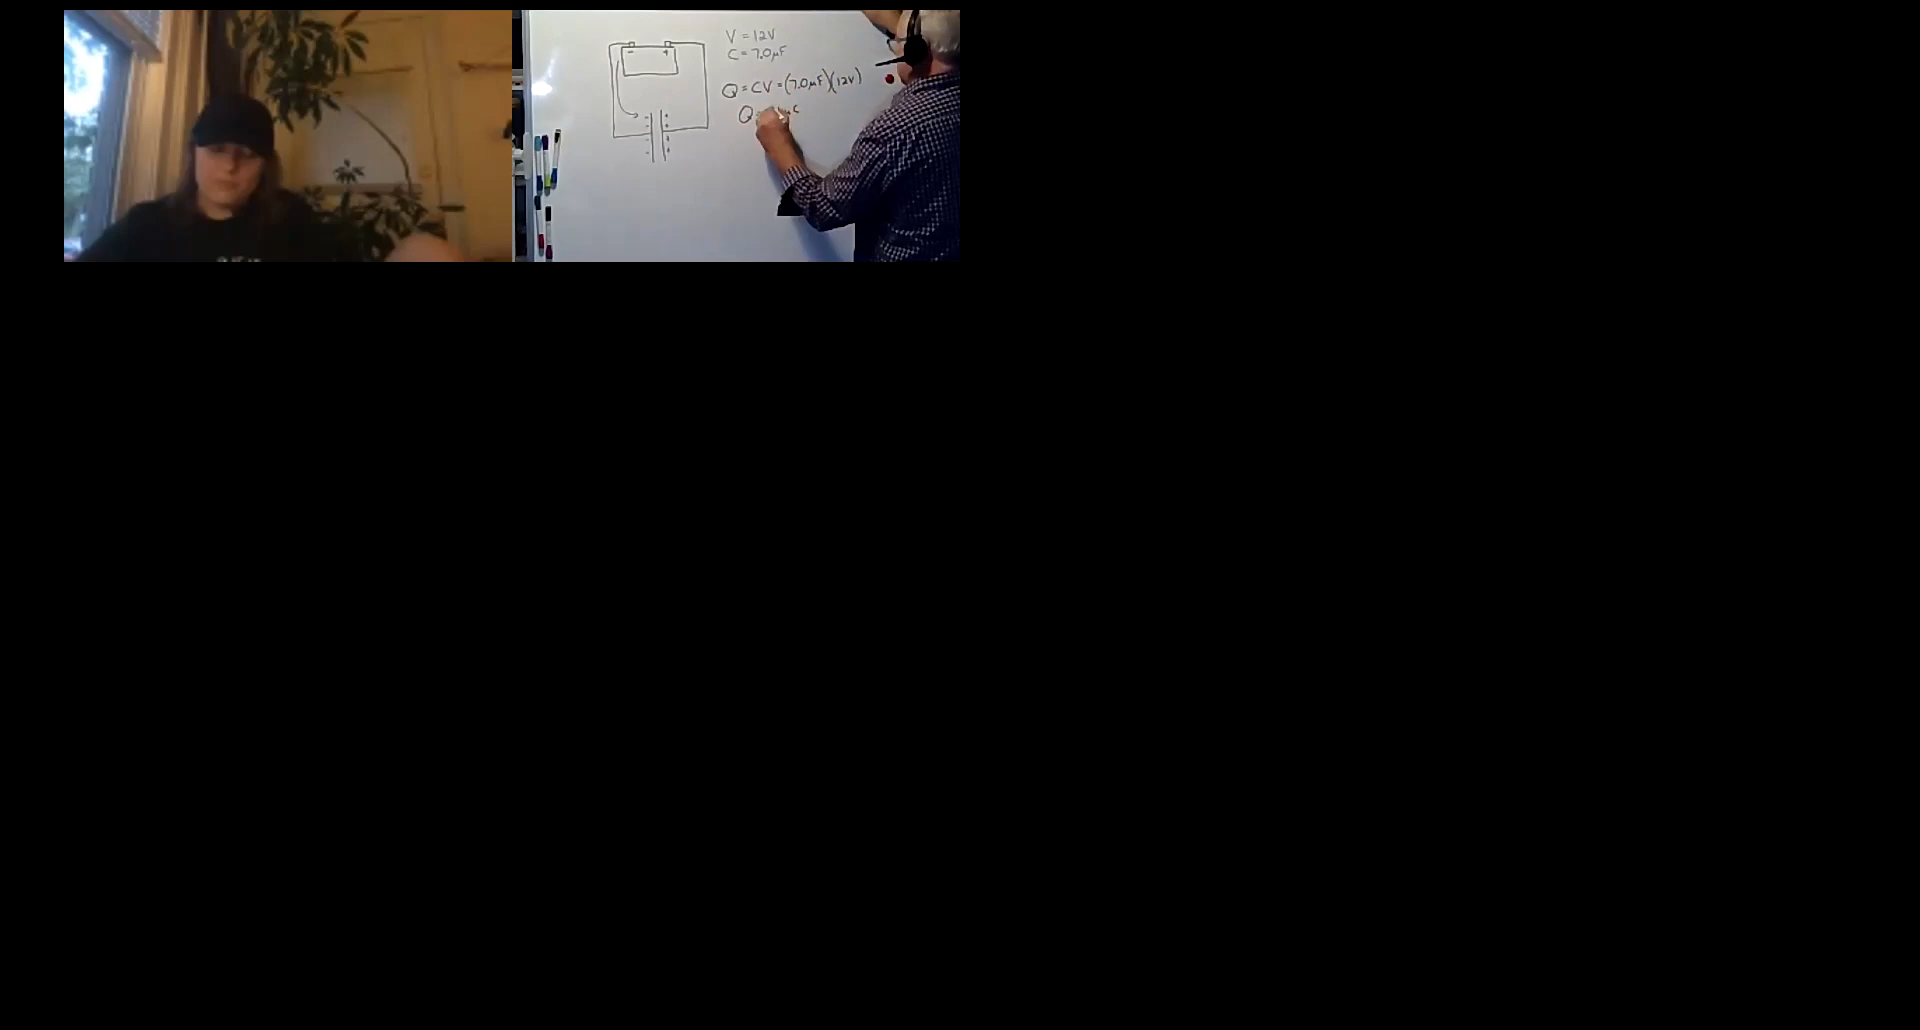 - +
V = 12V
C = 7.0μF
Q = CV = (7.0μF)(12V)
Q =